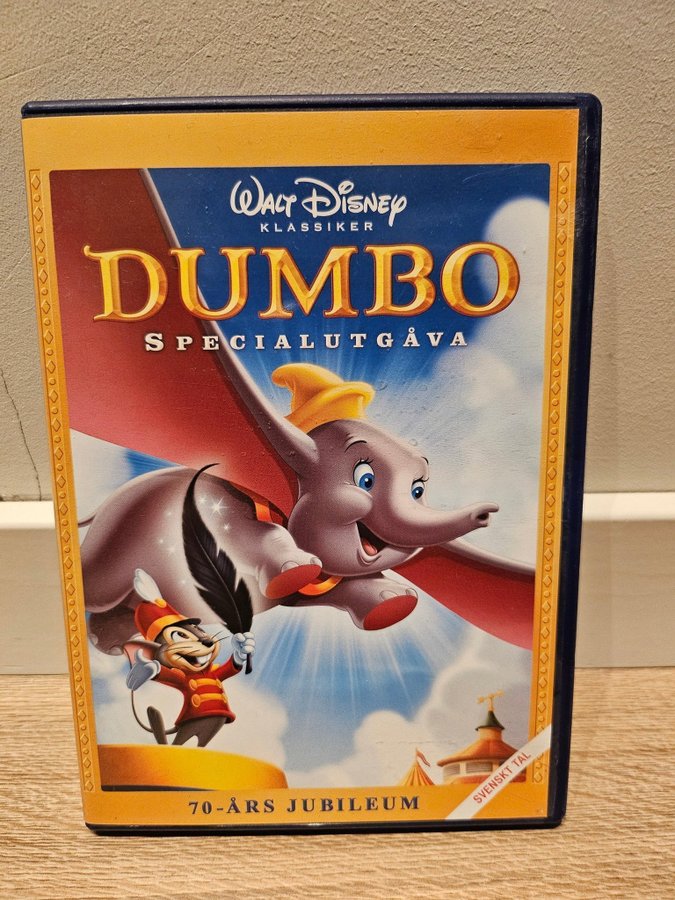 WALT DISNEY
KLASSIKER
DUMBO
SPECIALUTGÅVA
SVENSKT TAL
70-ÅRS JUBILEUM